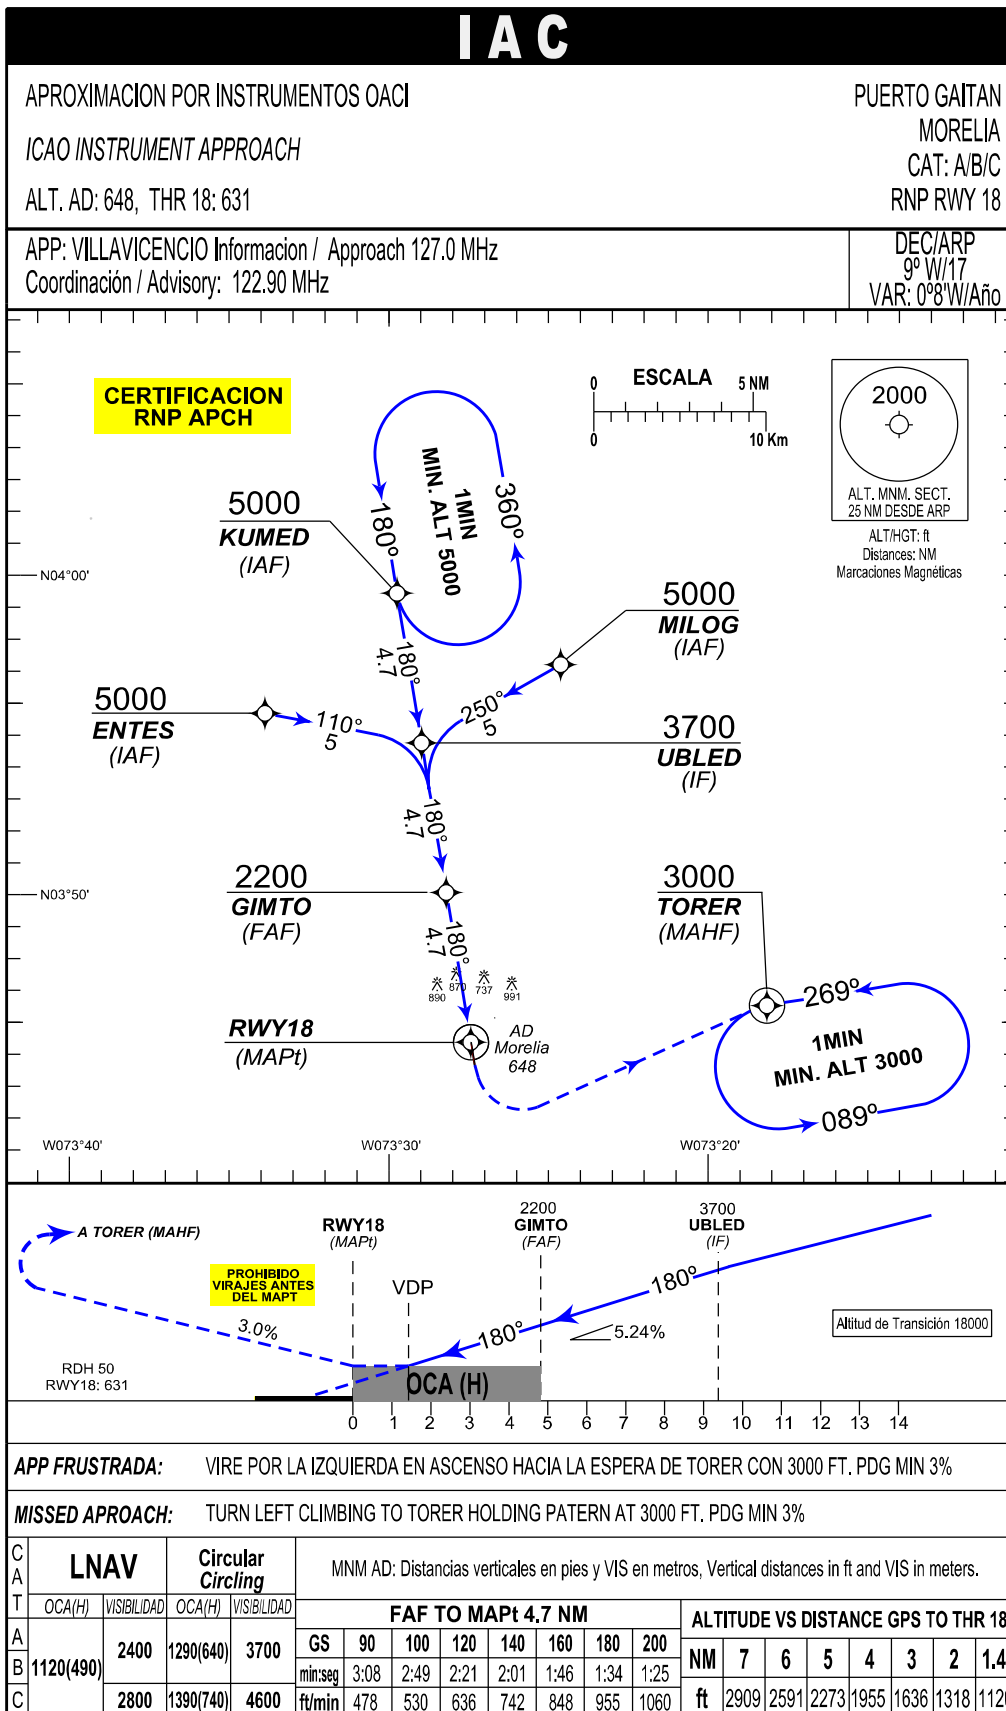 IAC
APROXIMACION POR INSTRUMENTOS OACI
ICAO INSTRUMENT APPROACH
ALT. AD: 648, THR 18: 631
PUERTO GAITAN
MORELIA
CAT: A/B/C
RNP RWY 18
APP: VILLAVICENCIO Informacion / Approach 127.0 MHz
Coordinación / Advisory: 122.90 MHz
DEC/ARP
9º W/17
VAR: 0º8'W/Año
CERTIFICACION
RNP APCH
0 ESCALA 5 NM
0 10 Km
2000
ALT. MNM. SECT.
25 NM DESDE ARP
ALT/HGT: ft
Distances: NM
Marcaciones Magnéticas
1MIN
MIN. ALT 5000
180º
360º
5000
KUMED
(IAF)
N04°00'
5000
MILOG
(IAF)
180°
4.7
5000
ENTES
(IAF)
110°
5
250°
5
3700
UBLED
(IF)
180°
4.7
2200
GIMTO
(FAF)
N03°50'
3000
TORER
(MAHF)
180°
4.7
890
870
737
991
269º
1MIN
MIN. ALT 3000
089º
RWY18
(MAPt)
AD
Morelia
648
W073°40'
W073°30'
W073°20'
A TORER (MAHF)
RWY18
(MAPt)
2200
GIMTO
(FAF)
3700
UBLED
(IF)
PROHIBIDO
VIRAJES ANTES
DEL MAPT
VDP
180°
180°
5.24%
3.0%
Altitud de Transición 18000
RDH 50
RWY18: 631
OCA (H)
0 1 2 3 4 5 6 7 8 9 10 11 12 13 14
APP FRUSTRADA: VIRE POR LA IZQUIERDA EN ASCENSO HACIA LA ESPERA DE TORER CON 3000 FT. PDG MIN 3%
MISSED APROACH: TURN LEFT CLIMBING TO TORER HOLDING PATERN AT 3000 FT. PDG MIN 3%
CAT
LNAV
Circular
Circling
OCA(H) VISIBILIDAD OCA(H) VISIBILIDAD
A
B
C
1120(490)
2400 1290(640) 3700
2800 1390(740) 4600
MNM AD: Distancias verticales en pies y VIS en metros, Vertical distances in ft and VIS in meters.
FAF TO MAPt 4.7 NM
GS 90 100 120 140 160 180 200
min:seg 3:08 2:49 2:21 2:01 1:46 1:34 1:25
ft/min 478 530 636 742 848 955 1060
ALTITUDE VS DISTANCE GPS TO THR 18
NM 7 6 5 4 3 2 1.4
ft 2909 2591 2273 1955 1636 1318 1120